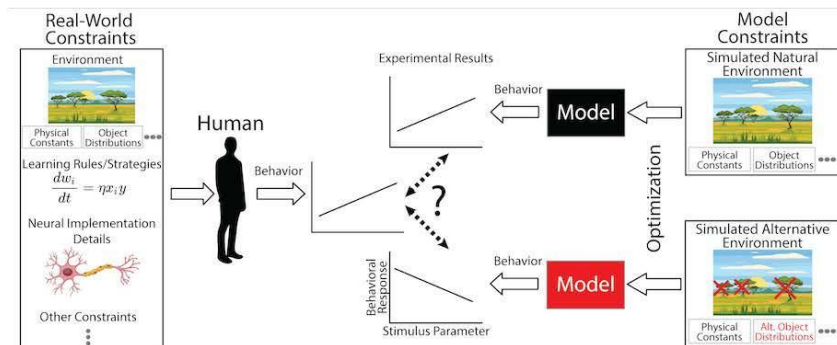 Real-World
Constraints
Environment
Physical
Constants
Object
Distributions
Learning Rules/Strategies
dw_i/dt = ηx_i y
Neural Implementation
Details
Other Constraints
Human
Behavior
Experimental Results
?
Behavioral
Response
Stimulus Parameter
Behavior
Model
Behavior
Model
Optimization
Model
Constraints
Simulated Natural
Environment
Physical
Constants
Object
Distributions
Simulated Alternative
Environment
Physical
Constants
Alt. Object
Distributions